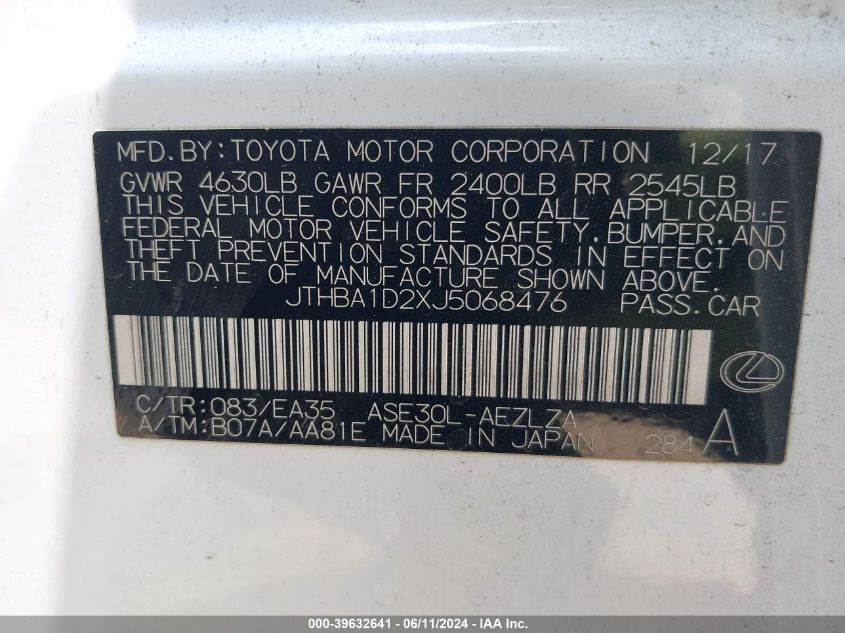 MFD.BY:TOYOTA MOTOR CORPORATION 12/17
GVWR 4630LB GAWR FR 2400LB RR 2545LB
THIS VEHICLE CONFORMS TO ALL APPLICABLE
FEDERAL MOTOR VEHICLE SAFETY,BUMPER,AND
THEFT PREVENTION STANDARDS IN EFFECT ON
THE DATE OF MANUFACTURE SHOWN ABOVE.
JTHBA1D2XJ5068476 PASS.CAR
C/TR:083/EA35 ASE30L-AEZLZA
A/TM:B07A/AA81E MADE IN JAPAN 284 A
000-39632641 - 06/11/2024 - IAA Inc.